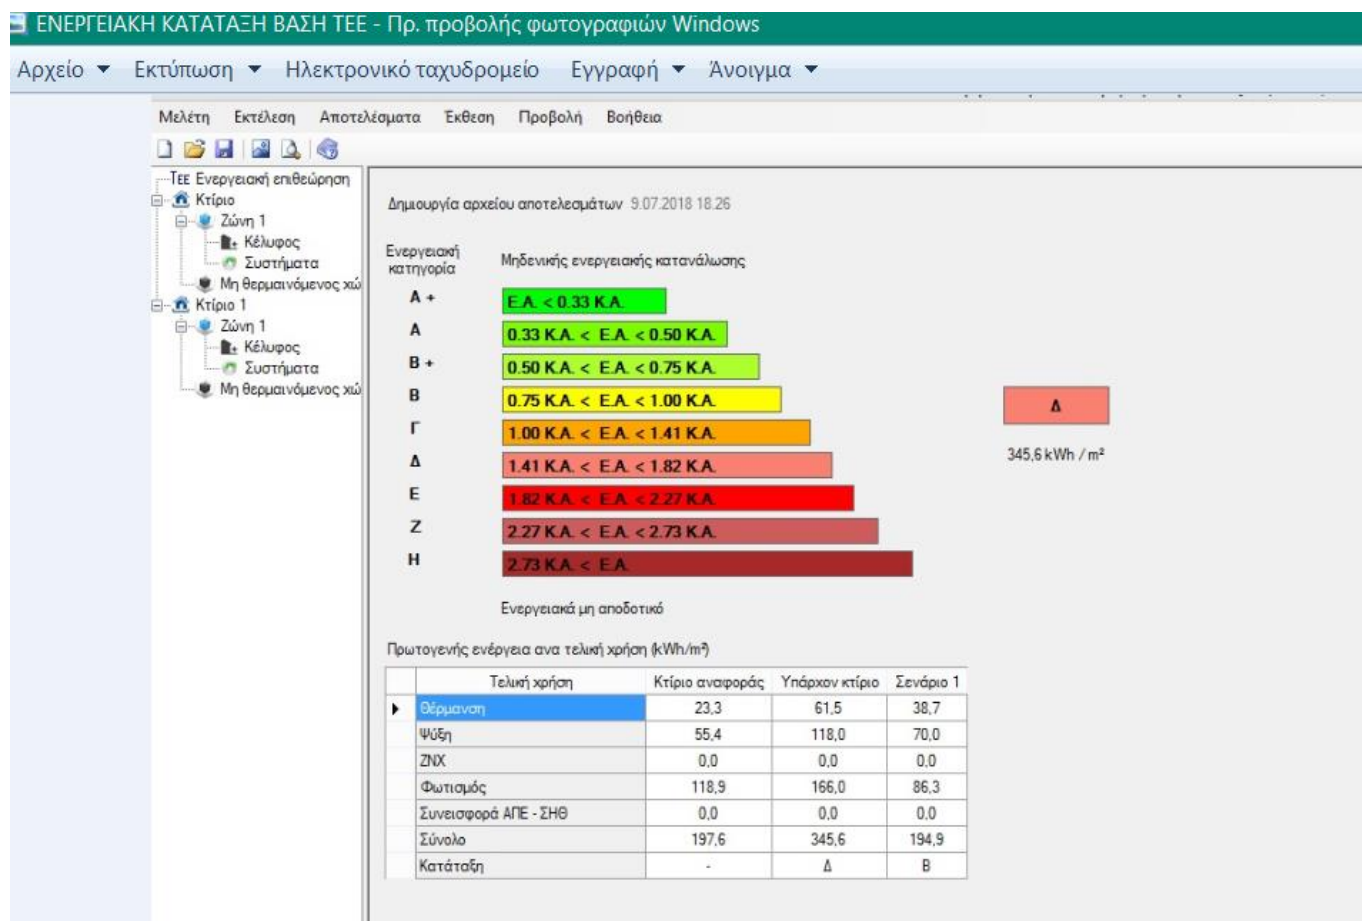 ΕΝΕΡΓΕΙΑΚΗ ΚΑΤΑΤΑΞΗ ΒΑΣΗ ΤΕΕ - Πρ. προβολής φωτογραφιών Windows
Αρχείο Εκτύπωση Ηλεκτρονικό ταχυδρομείο Εγγραφή Άνοιγμα
Μελέτη Εκτέλεση Αποτελέσματα Έκθεση Προβολή Βοήθεια
ΤΕΕ Ενεργειακή επιθεώρηση
Κτίριο
Ζώνη 1
Κέλυφος
Συστήματα
Μη θερμαινόμενος χώ
Κτίριο 1
Ζώνη 1
Κέλυφος
Συστήματα
Μη θερμαινόμενος χώ
Δημιουργία αρχείου αποτελεσμάτων 9.07.2018 18.26
Ενεργειακή κατηγορία
Μηδενικής ενεργειακής κατανάλωσης
Α + Ε.Α. < 0.33 Κ.Α.
Α 0.33 Κ.Α. < Ε.Α. < 0.50 Κ.Α.
Β + 0.50 Κ.Α. < Ε.Α. < 0.75 Κ.Α.
Β 0.75 Κ.Α. < Ε.Α. < 1.00 Κ.Α.
Γ 1.00 Κ.Α. < Ε.Α. < 1.41 Κ.Α.
Δ 1.41 Κ.Α. < Ε.Α. < 1.82 Κ.Α.
Ε 1.82 Κ.Α. < Ε.Α. < 2.27 Κ.Α.
Ζ 2.27 Κ.Α. < Ε.Α. < 2.73 Κ.Α.
Η 2.73 Κ.Α. < Ε.Α.
Δ
345,6 kWh / m²
Ενεργειακά μη αποδοτικό
Πρωτογενής ενέργεια ανα τελική χρήση (kWh/m²)
Τελική χρήση Κτίριο αναφοράς Υπάρχον κτίριο Σενάριο 1
Θέρμανση 23,3 61,5 38,7
Ψύξη 55,4 118,0 70,0
ΖΝΧ 0,0 0,0 0,0
Φωτισμός 118,9 166,0 86,3
Συνεισφορά ΑΠΕ - ΣΗΘ 0,0 0,0 0,0
Σύνολο 197,6 345,6 194,9
Κατάταξη - Δ Β